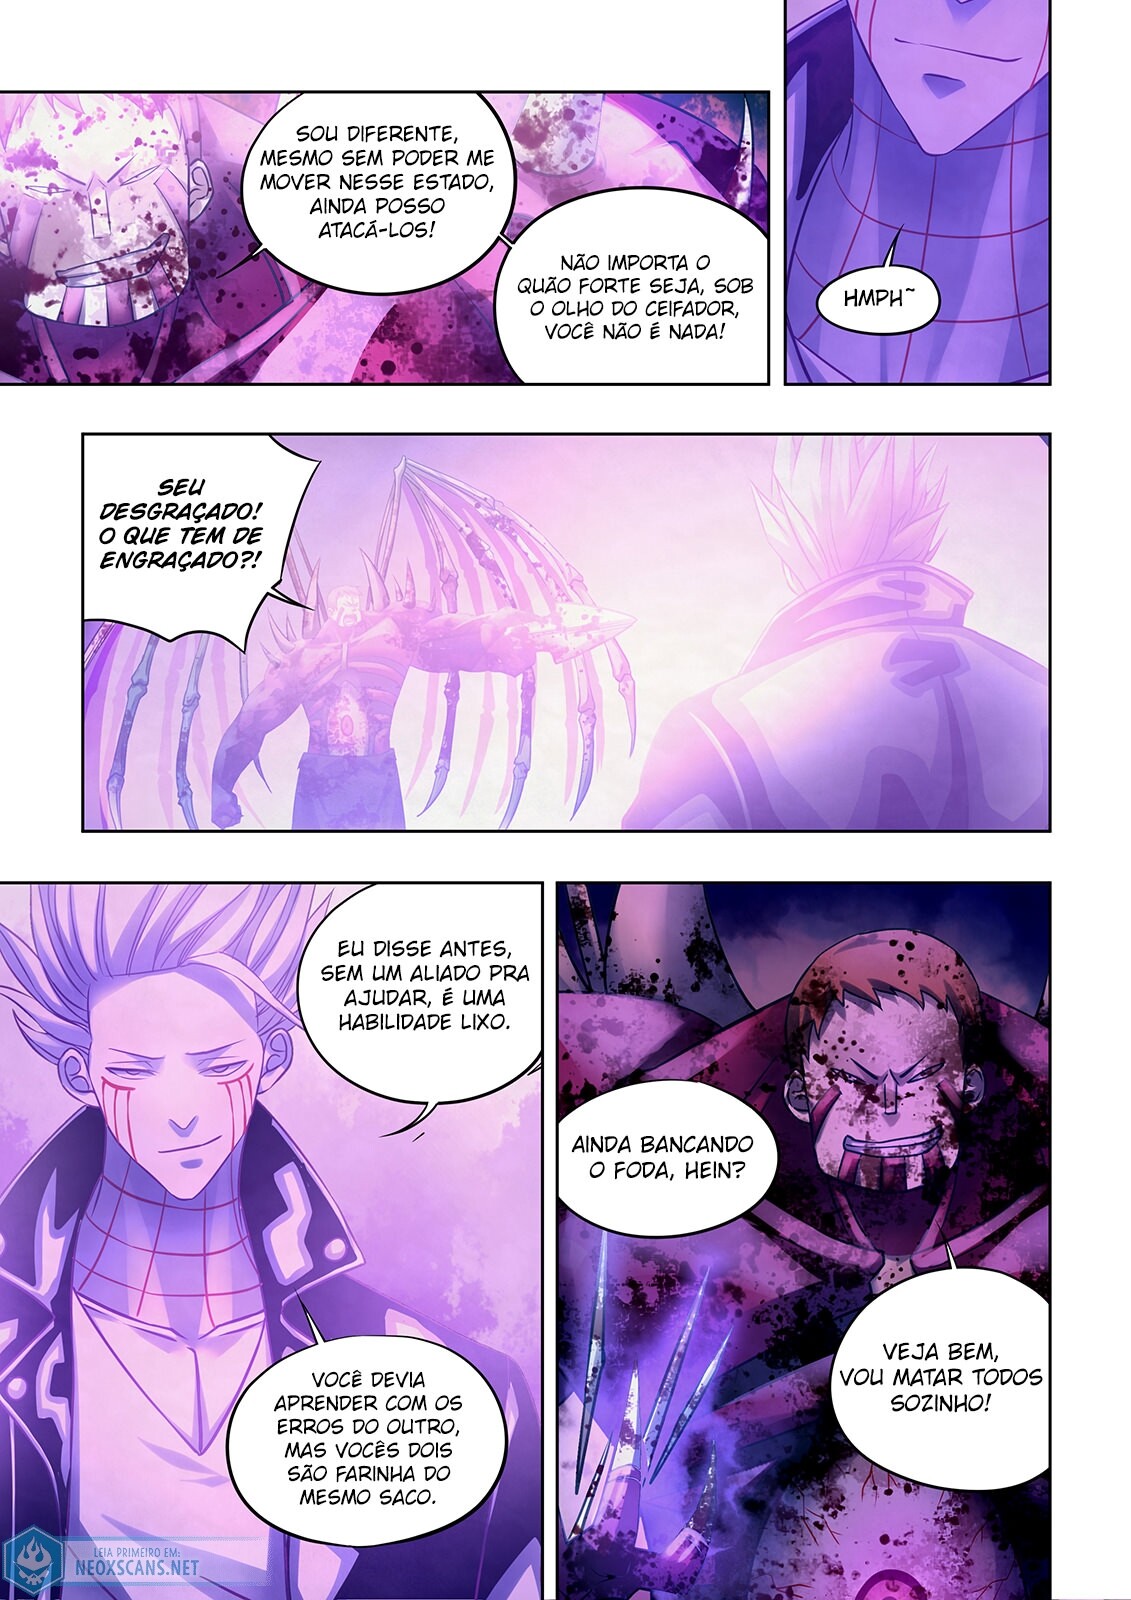 SOU DIFERENTE,
MESMO SEM PODER ME
MOVER NESSE ESTADO,
AINDA POSSO
ATACÁ-LOS!
NÃO IMPORTA O
QUÃO FORTE SEJA, SOB
O OLHO DO CEIFADOR,
VOCÊ NÃO É NADA!
HMPH~
SEU
DESGRAÇADO!
O QUE TEM DE
ENGRAÇADO?!
EU DISSE ANTES,
SEM UM ALIADO PRA
AJUDAR, É UMA
HABILIDADE LIXO.
VOCÊ DEVIA
APRENDER COM OS
ERROS DO OUTRO,
MAS VOCÊS DOIS
SÃO FARINHA DO
MESMO SACO.
AINDA BANCANDO
O FODA, HEIN?
VEJA BEM,
VOU MATAR TODOS
SOZINHO!
LEIA PRIMEIRO EM:
NEOXSCANS.NET